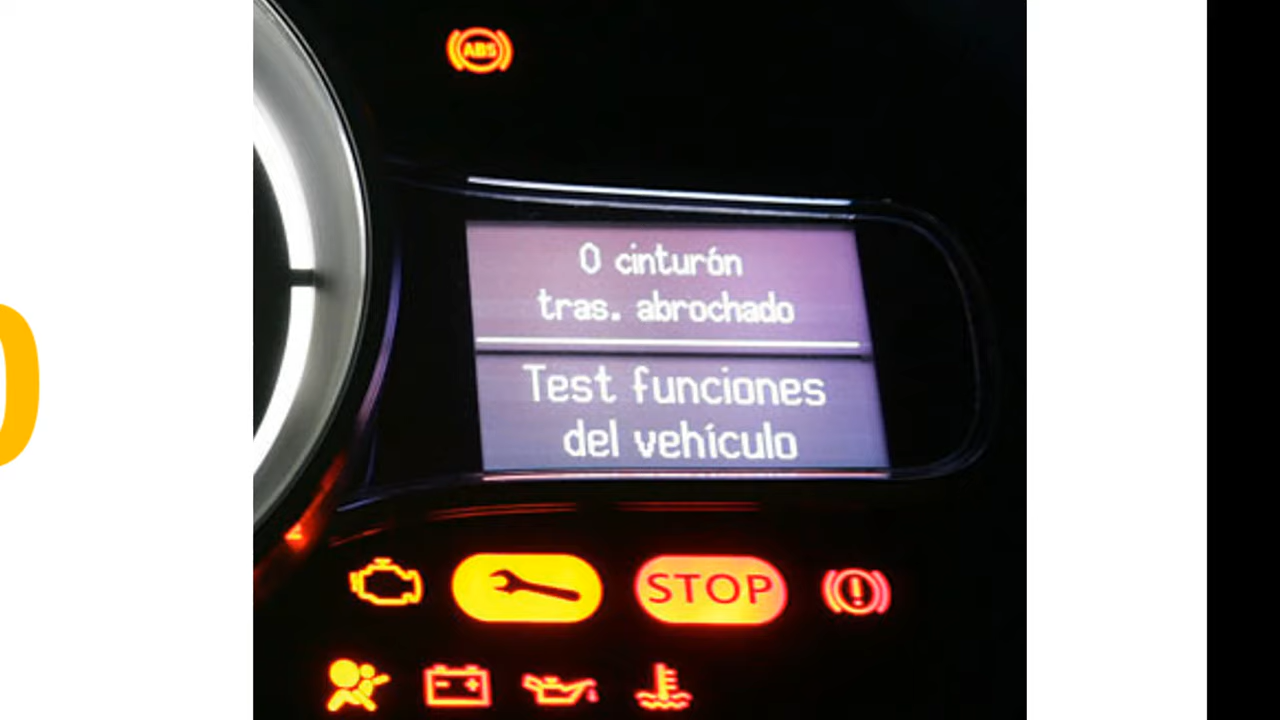 ABS
0 cinturón
tras. abrochado
Test funciones
del vehículo
STOP